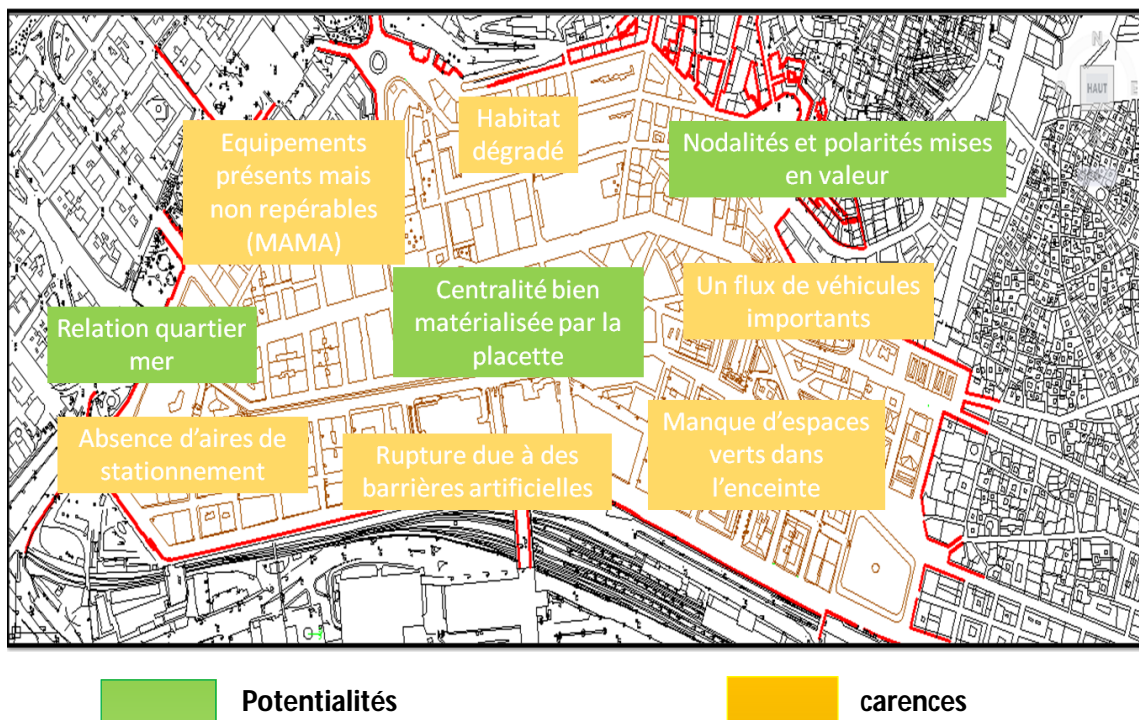 Equipements
présents mais
non repérables
(MAMA)
Habitat
dégradé
Nodalités et polarités mises
en valeur
N
HAUT
E
Relation quartier
mer
Centralité bien
matérialisée par la
placette
Un flux de véhicules
importants
Absence d'aires de
stationnement
Rupture due à des
barrières artificielles
Manque d'espaces
verts dans
l'enceinte
Potentialités
carences